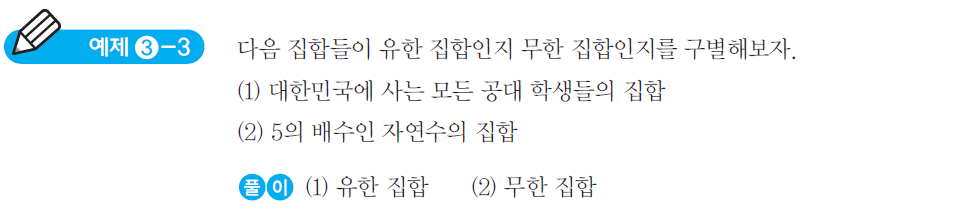 예제 3-3 다음 집합들이 유한 집합인지 무한 집합인지를 구별해보자.
(1) 대한민국에 사는 모든 공대 학생들의 집합
(2) 5의 배수인 자연수의 집합
풀이 (1) 유한 집합 (2) 무한 집합